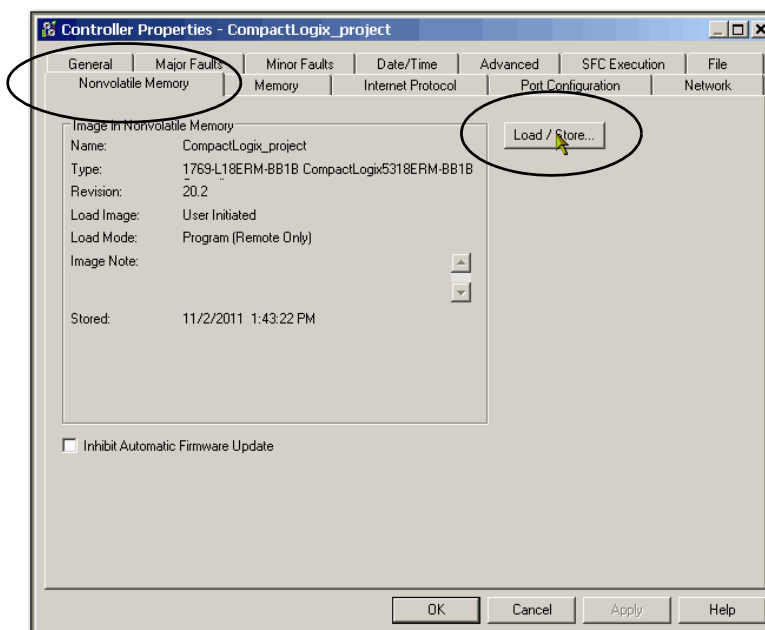 Controller Properties - CompactLogix_project
General Major Faults Minor Faults Date/Time Advanced SFC Execution File
Nonvolatile Memory Memory Internet Protocol Port Configuration Network
Image In Nonvolatile Memory
Load / Store...
Name: CompactLogix_project
Type: 1769-L18ERM-BB1B CompactLogix5318ERM-BB1B
Revision: 20.2
Load Image: User Initiated
Load Mode: Program (Remote Only)
Image Note:
Stored: 11/2/2011 1:43:22 PM
Inhibit Automatic Firmware Update
OK Cancel Apply Help